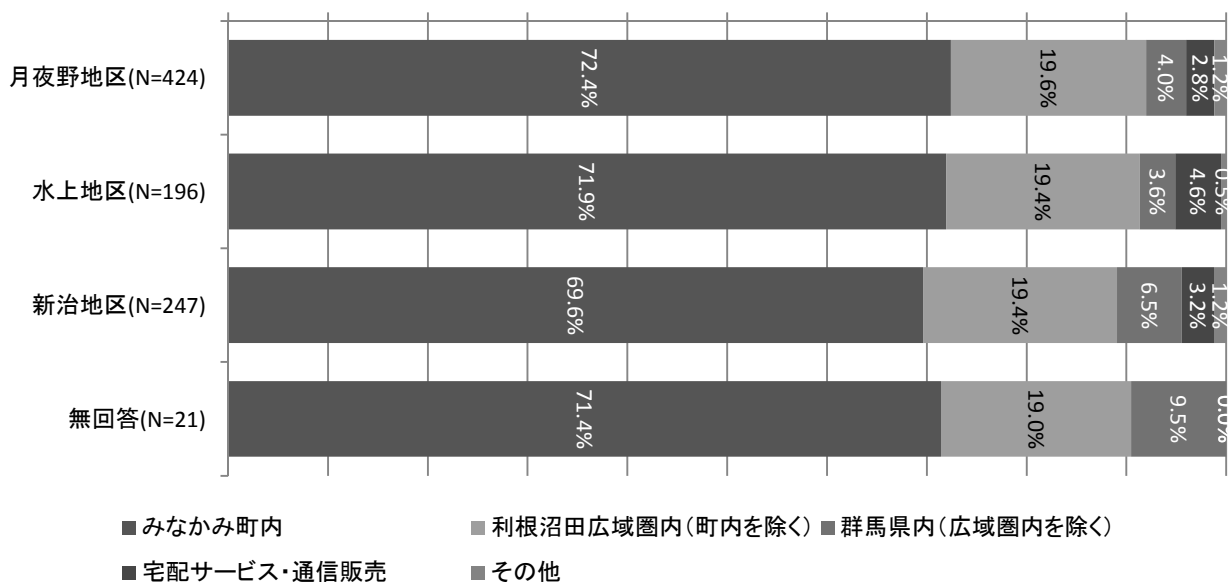 月夜野地区(N=424) 72.4% 19.6% 4.0% 2.8% 1.2%
水上地区(N=196) 71.9% 19.4% 3.6% 4.6% 0.5%
新治地区(N=247) 69.6% 19.4% 6.5% 3.2% 1.2%
無回答(N=21) 71.4% 19.0% 9.5% 0.0%
みなかみ町内 利根沼田広域圏内(町内を除く) 群馬県内(広域圏内を除く)
宅配サービス・通信販売 その他